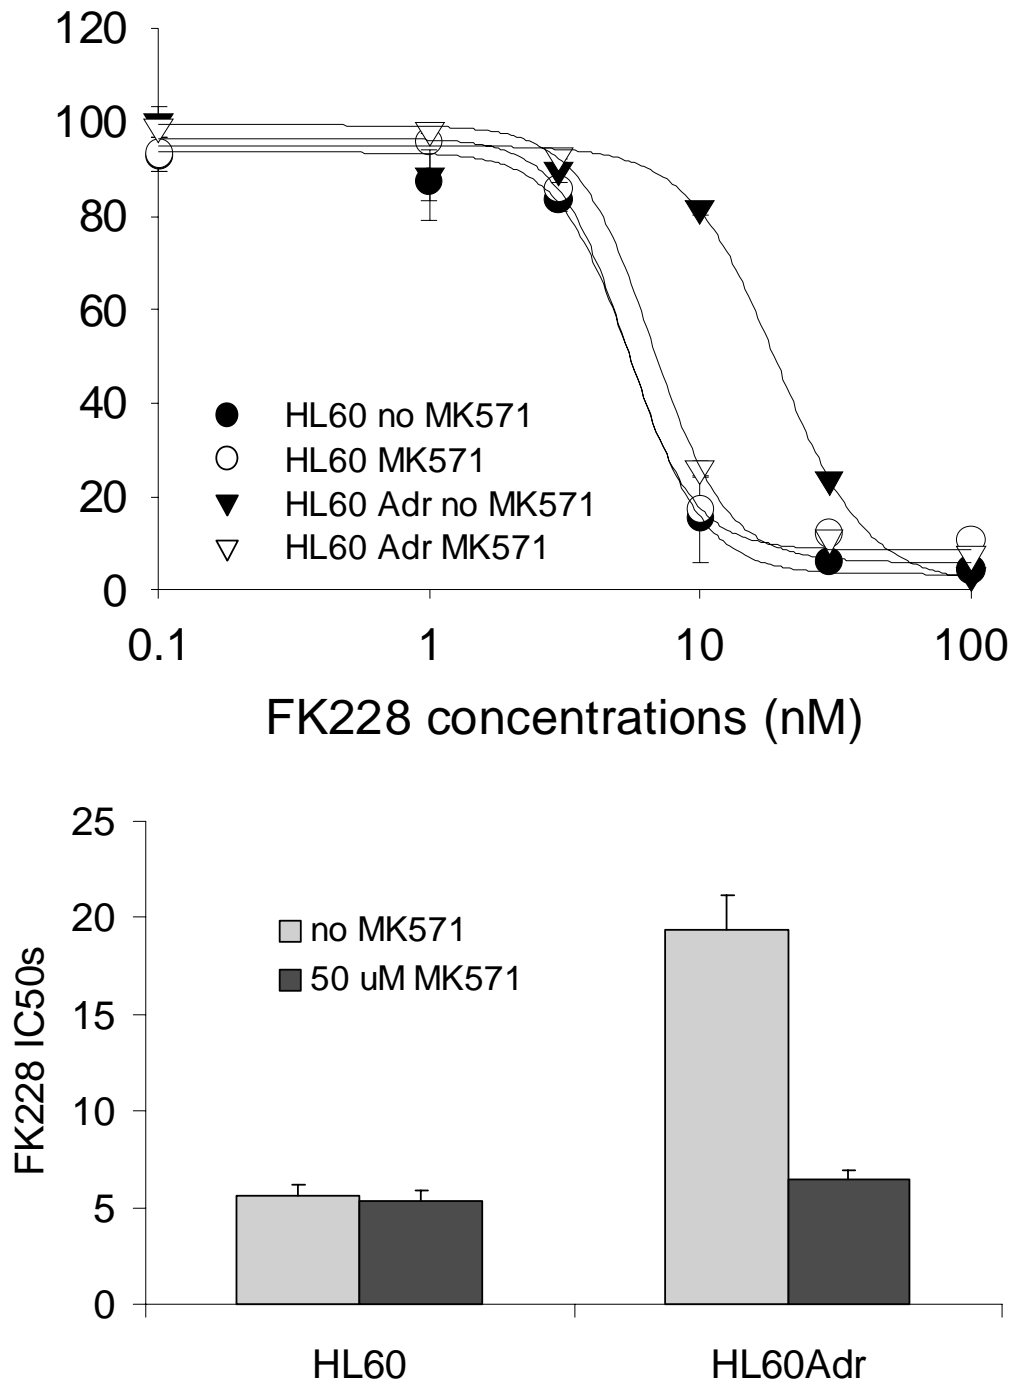 120
100
80
60
40
20
0
HL60 no MK571
HL60 MK571
HL60 Adr no MK571
HL60 Adr MK571
0.1 1 10 100
FK228 concentrations (nM)
FK228 IC50s
25
20
15
10
5
0
no MK571
50 uM MK571
HL60 HL60Adr